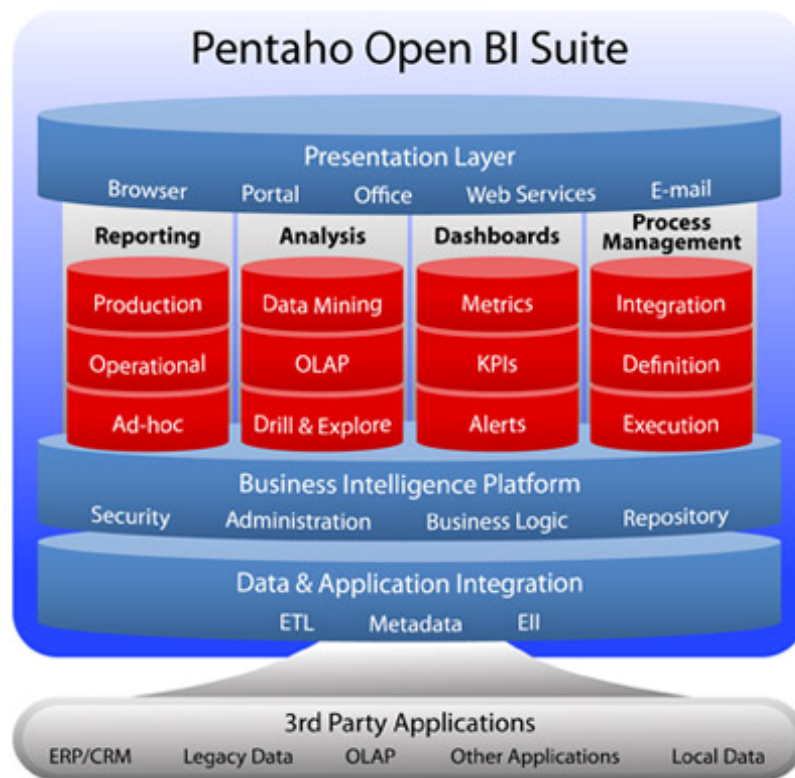 Pentaho Open BI Suite
Presentation Layer
Browser Portal Office Web Services E-mail
Reporting Analysis Dashboards Process Management
Production Data Mining Metrics Integration
Operational OLAP KPIs Definition
Ad-hoc Drill & Explore Alerts Execution
Business Intelligence Platform
Security Administration Business Logic Repository
Data & Application Integration
ETL Metadata EII
3rd Party Applications
ERP/CRM Legacy Data OLAP Other Applications Local Data